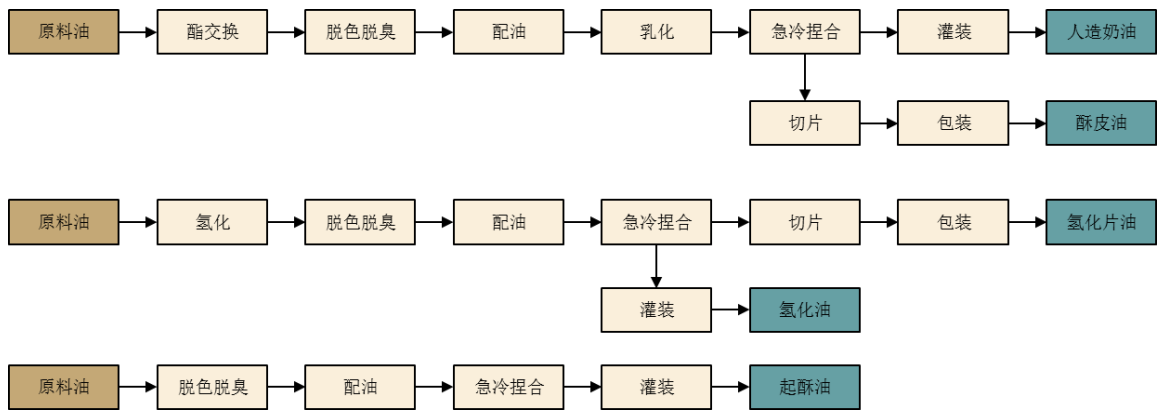 原料油 酯交换 脱色脱臭 配油 乳化 急冷捏合 灌装 人造奶油
切片 包装 酥皮油
原料油 氢化 脱色脱臭 配油 急冷捏合 切片 包装 氢化片油
灌装 氢化油
原料油 脱色脱臭 配油 急冷捏合 灌装 起酥油